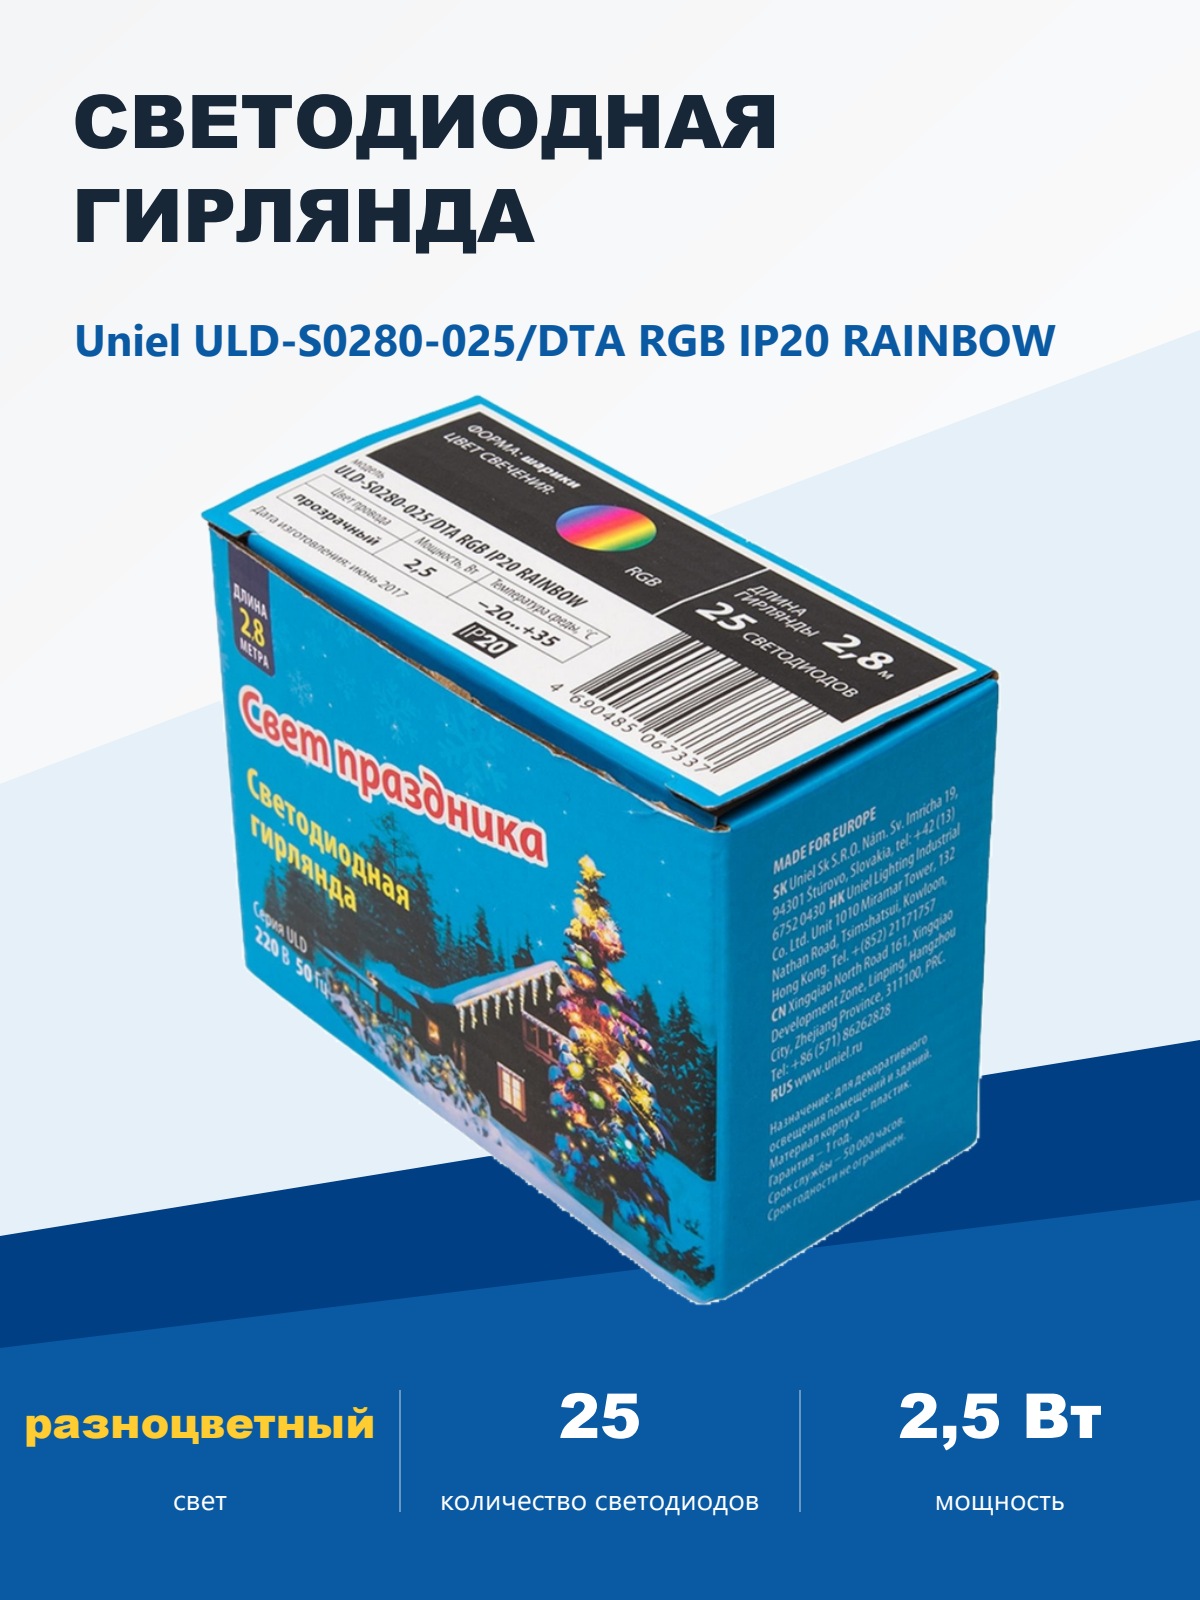 СВЕТОДИОДНАЯ
ГИРЛЯНДА
Uniel ULD-S0280-025/DTA RGB IP20 RAINBOW
ФОРМА: шарики
ЦВЕТ СВЕЧЕНИЯ:
RGB
ДЛИНА
ГИРЛЯНДЫ 2,8 м
25 СВЕТОДИОДОВ
модель
ULD-S0280-025/DTA RGB IP20 RAINBOW
Цвет провода
прозрачный
Мощность, Вт
2,5
Температура среды, °C
−20...+35
Дата изготовления: июнь 2017
IP20
4 690485 067337
ДЛИНА
2.8
МЕТРА
Свет праздника
Светодиодная
гирлянда
Серия ULD
220 В 50 Гц
MADE FOR EUROPE
SK Uniel Sk S.R.O. Nám. Sv. Imricha 19,
94301 Štúrovo, Slovakia, tel: +42 (13)
6752 0430 HK Uniel Lighting Industrial
Co. Ltd. Unit 1010 Miramar Tower, 132
Nathan Road, Tsimshatsui, Kowloon,
Hong Kong. Tel. +(852) 21171757
CN Xingqiao North Road 161, Xingqiao
Development Zone, Linping, Hangzhou
City, Zhejiang Province, 311100, PRC.
Tel: +86 (571) 86262828
RUS www.uniel.ru
Назначение: для декоративного
освещения помещений и зданий.
Материал корпуса – пластик.
Гарантия – 1 год.
Срок службы – 50 000 часов.
Срок годности не ограничен.
разноцветный
свет
25
количество светодиодов
2,5 Вт
мощность